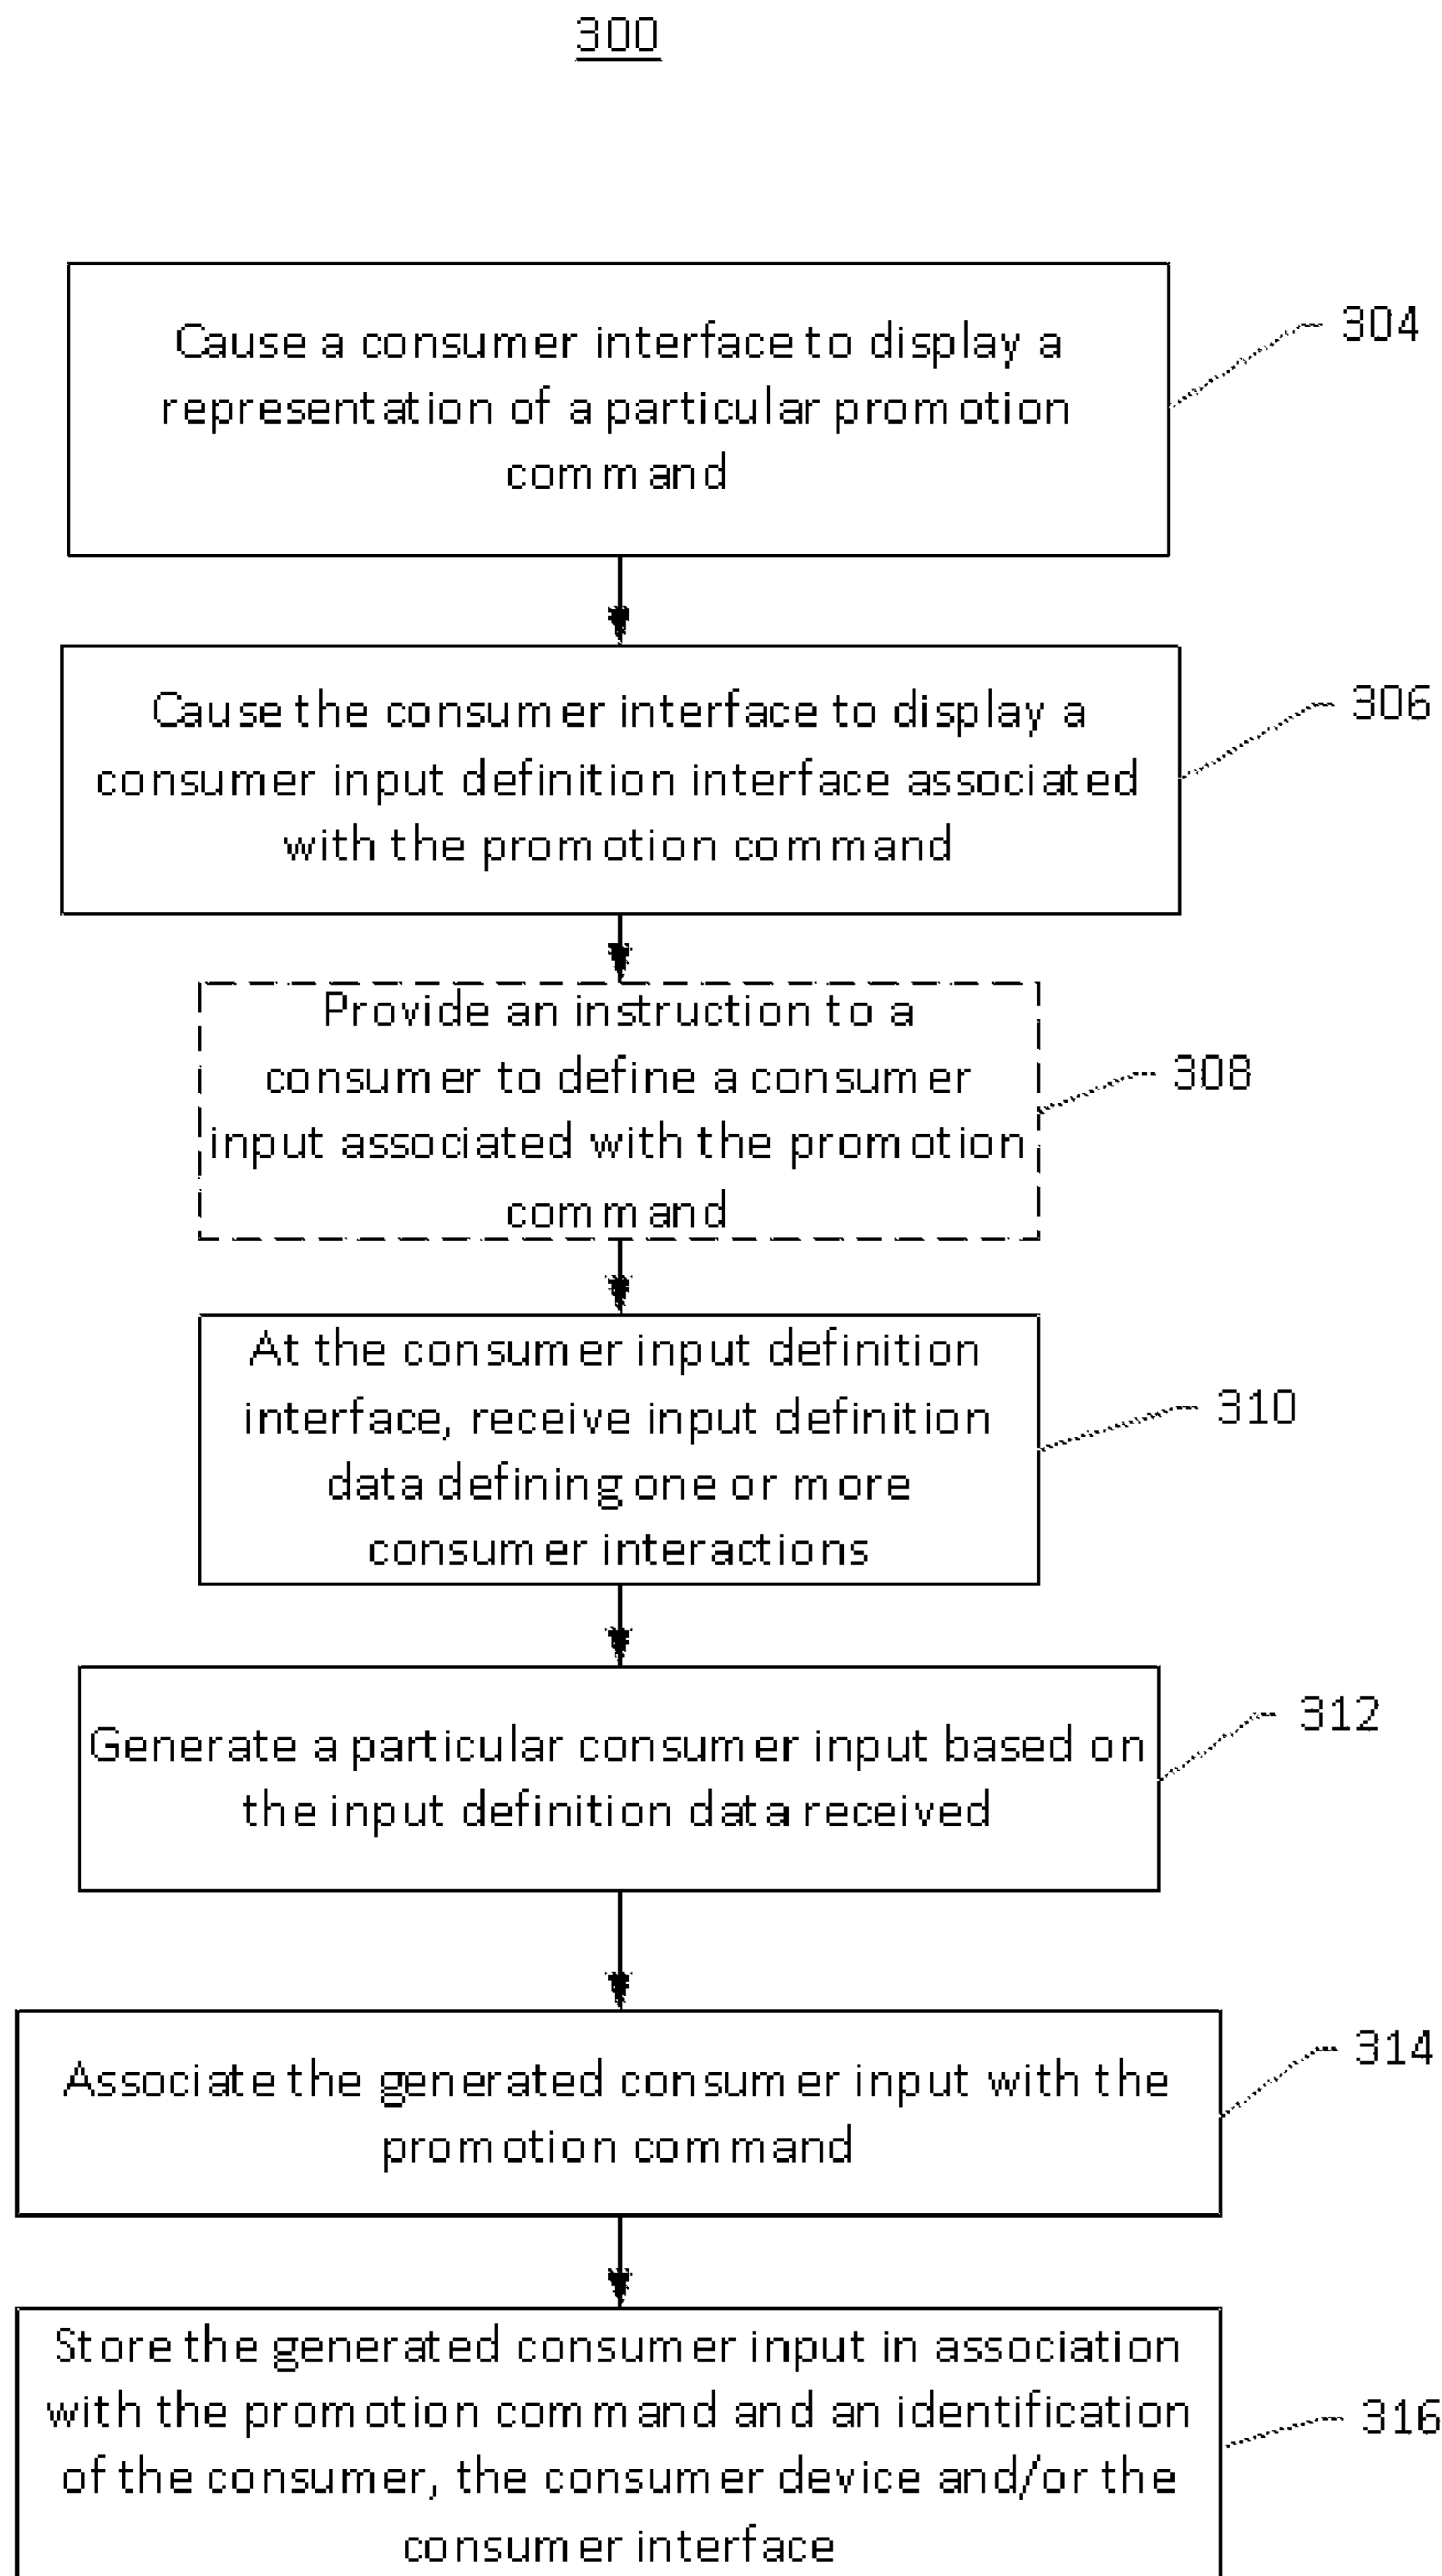 300
Cause a consumer interface to display a
representation of a particular promotion
command
304
Cause the consumer interface to display a
consumer input definition interface associated
with the promotion command
306
Provide an instruction to a
consumer to define a consumer
input associated with the promotion
command
308
At the consumer input definition
interface, receive input definition
data defining one or more
consumer interactions
310
Generate a particular consumer input based on
the input definition data received
312
Associate the generated consumer input with the
promotion command
314
Store the generated consumer input in association
with the promotion command and an identification
of the consumer, the consumer device and/or the
consumer interface
316